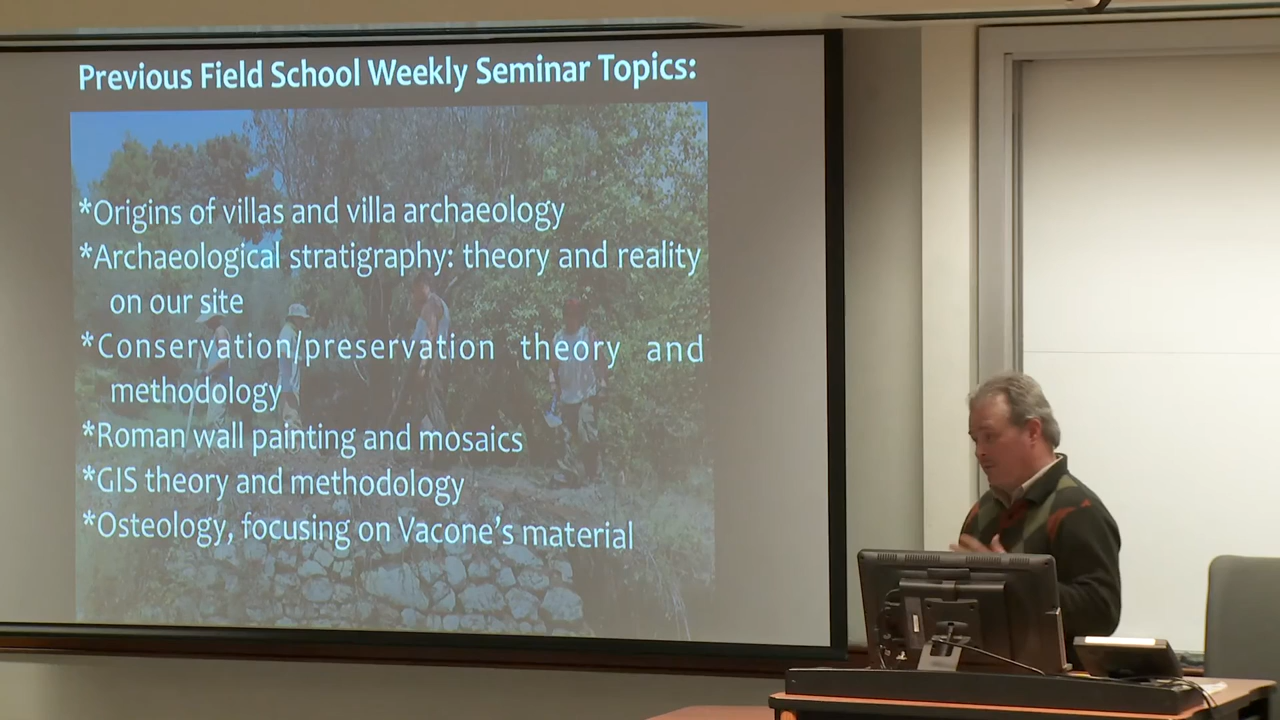 Previous Field School Weekly Seminar Topics:
*Origins of villas and villa archaeology
*Archaeological stratigraphy: theory and reality
on our site
*Conservation/preservation theory and
methodology
*Roman wall painting and mosaics
*GIS theory and methodology
*Osteology, focusing on Vacone's material